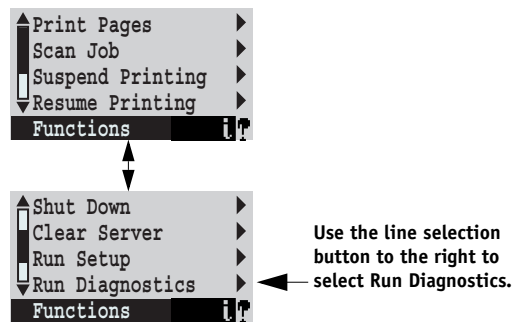 Print Pages
Scan Job
Suspend Printing
Resume Printing
Functions i ?
Shut Down
Clear Server
Run Setup
Run Diagnostics
Functions i ?
Use the line selection
button to the right to
select Run Diagnostics.